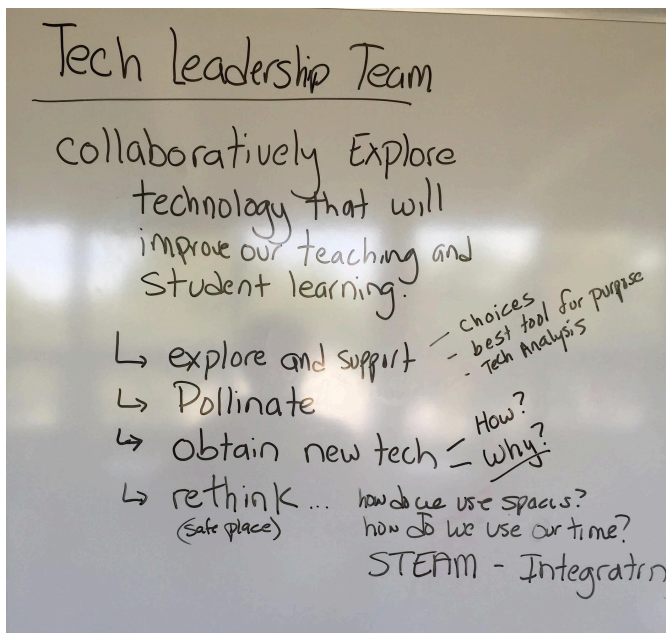 Tech Leadership Team
Collaboratively Explore
technology that will
improve our teaching and
Student learning.
↳ explore and support
- Choices
- best tool for purpose
- Tech Analysis
↳ Pollinate
↳ obtain new tech
- How?
- Why?
↳ rethink... how do we use spaces?
(safe place) how do we use our time?
STEAM - Integratin